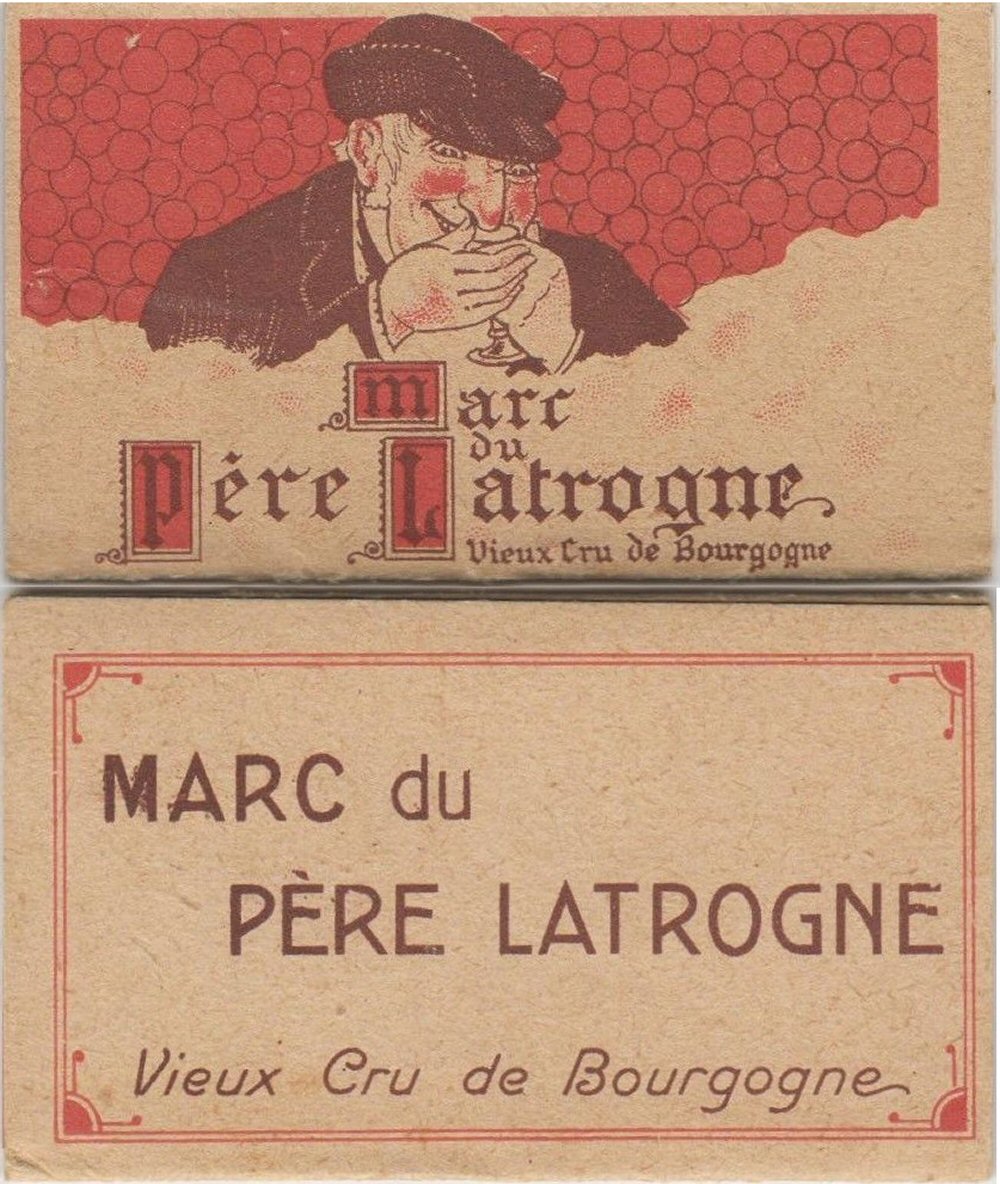 Marc
du
Père Latrogne
Vieux Cru de Bourgogne
MARC du
PÈRE LATROGNE
Vieux Cru de Bourgogne